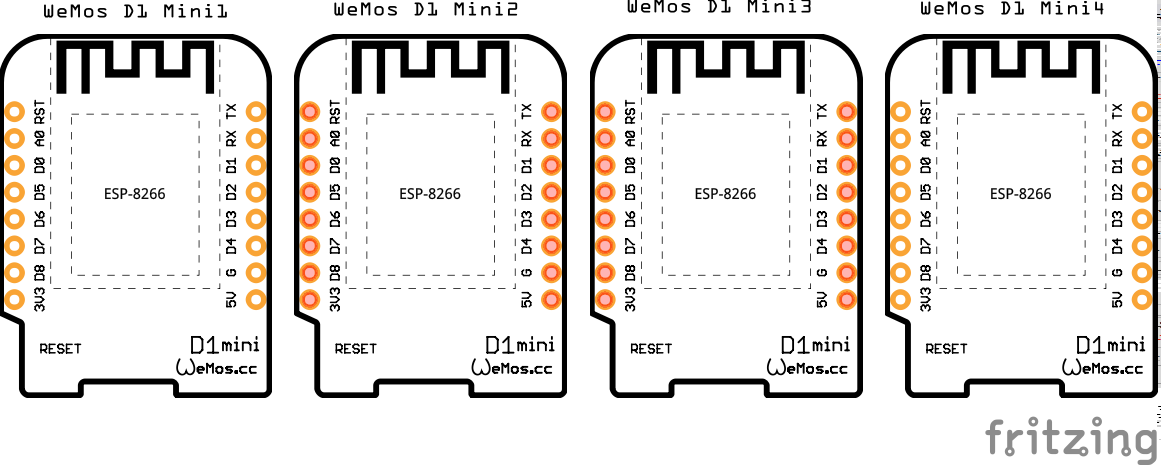 WeMos D1 Mini1
WeMos D1 Mini2
WeMos D1 Mini3
WeMos D1 Mini4
RST TX RST TX RST TX RST TX
A0 RX A0 RX A0 RX A0 RX
D0 D1 D0 D1 D0 D1 D0 D1
D5 ESP-8266 D2 D5 ESP-8266 D2 D5 ESP-8266 D2 D5 ESP-8266 D2
D6 D3 D6 D3 D6 D3 D6 D3
D7 D4 D7 D4 D7 D4 D7 D4
D8 G D8 G D8 G D8 G
3V3 5V 3V3 5V 3V3 5V 3V3 5V
RESET D1mini RESET D1mini RESET D1mini RESET D1mini
WeMos.cc WeMos.cc WeMos.cc WeMos.cc
fritzing